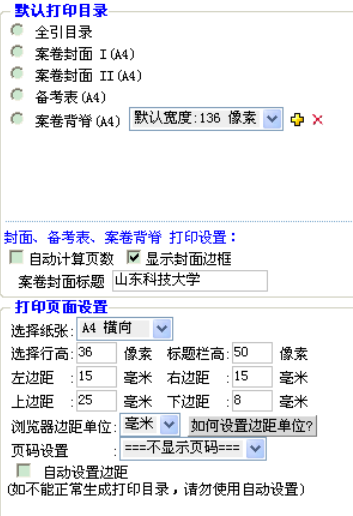 默认打印目录
全引目录
案卷封面 I(A4)
案卷封面 II(A4)
备考表(A4)
案卷背脊(A4) 默认宽度:136 像素
封面、备考表、案卷背脊 打印设置：
自动计算页数 显示封面边框
案卷封面标题 山东科技大学
打印页面设置
选择纸张: A4 横向
选择行高: 36 像素 标题栏高: 50 像素
左边距 : 15 毫米 右边距 : 15 毫米
上边距 : 25 毫米 下边距 : 8 毫米
浏览器边距单位: 毫米 如何设置边距单位?
页码设置 : ===不显示页码===
自动设置边距
(如不能正常生成打印目录，请勿使用自动设置)